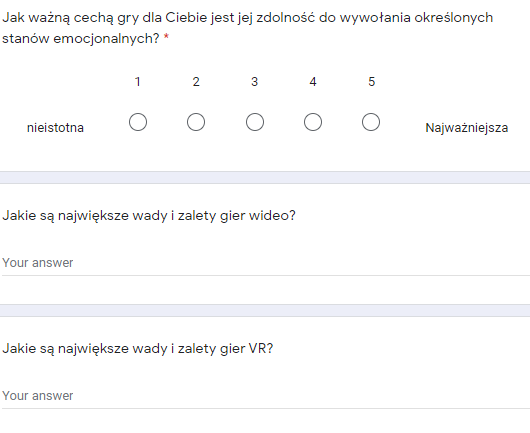 Jak ważną cechą gry dla Ciebie jest jej zdolność do wywołania określonych
stanów emocjonalnych? *
1 2 3 4 5
nieistotna Najważniejsza
Jakie są największe wady i zalety gier wideo?
Your answer
Jakie są największe wady i zalety gier VR?
Your answer